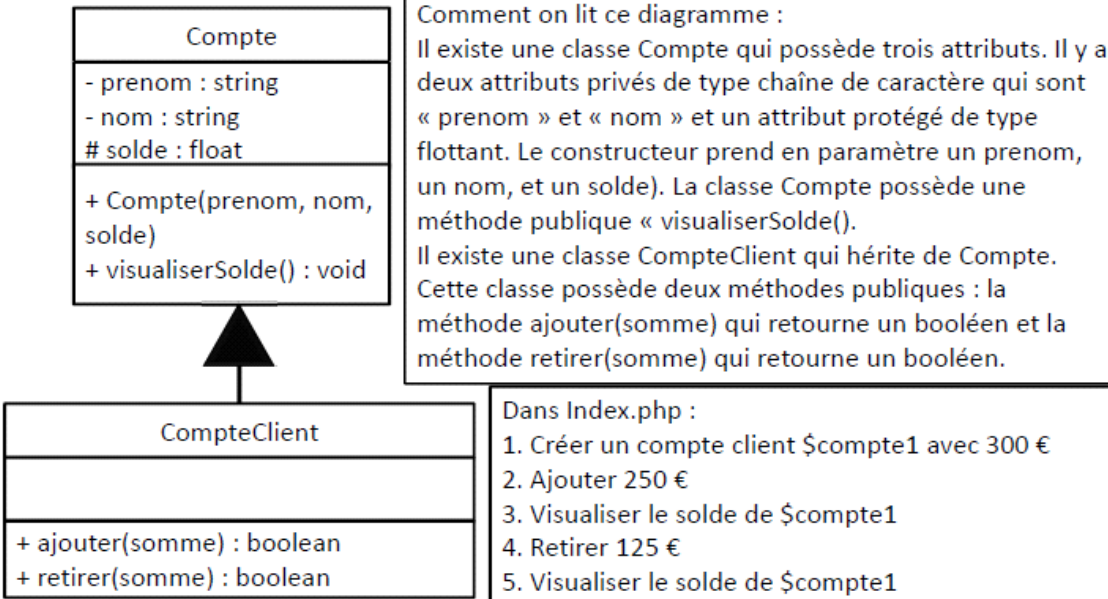 Compte
- prenom : string
- nom : string
# solde : float
+ Compte(prenom, nom,
solde)
+ visualiserSolde() : void
Comment on lit ce diagramme :
Il existe une classe Compte qui possède trois attributs. Il y a
deux attributs privés de type chaîne de caractère qui sont
« prenom » et « nom » et un attribut protégé de type
flottant. Le constructeur prend en paramètre un prenom,
un nom, et un solde). La classe Compte possède une
méthode publique « visualiserSolde().
Il existe une classe CompteClient qui hérite de Compte.
Cette classe possède deux méthodes publiques : la
méthode ajouter(somme) qui retourne un booléen et la
méthode retirer(somme) qui retourne un booléen.
CompteClient
+ ajouter(somme) : boolean
+ retirer(somme) : boolean
Dans Index.php :
1. Créer un compte client $compte1 avec 300 €
2. Ajouter 250 €
3. Visualiser le solde de $compte1
4. Retirer 125 €
5. Visualiser le solde de $compte1